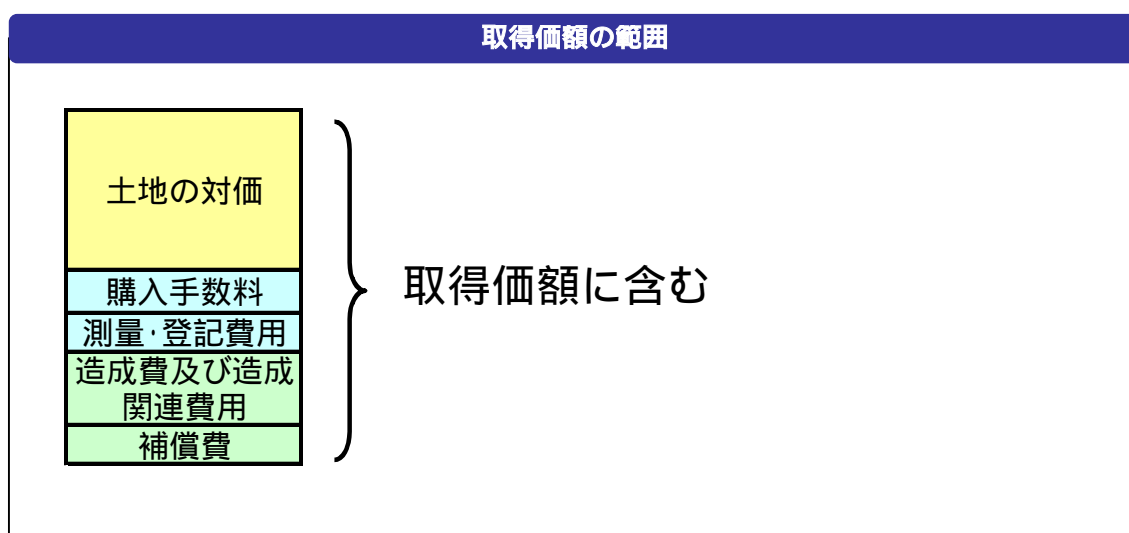 取得価額の範囲
土地の対価
購入手数料
測量・登記費用
造成費及び造成
関連費用
補償費
取得価額に含む